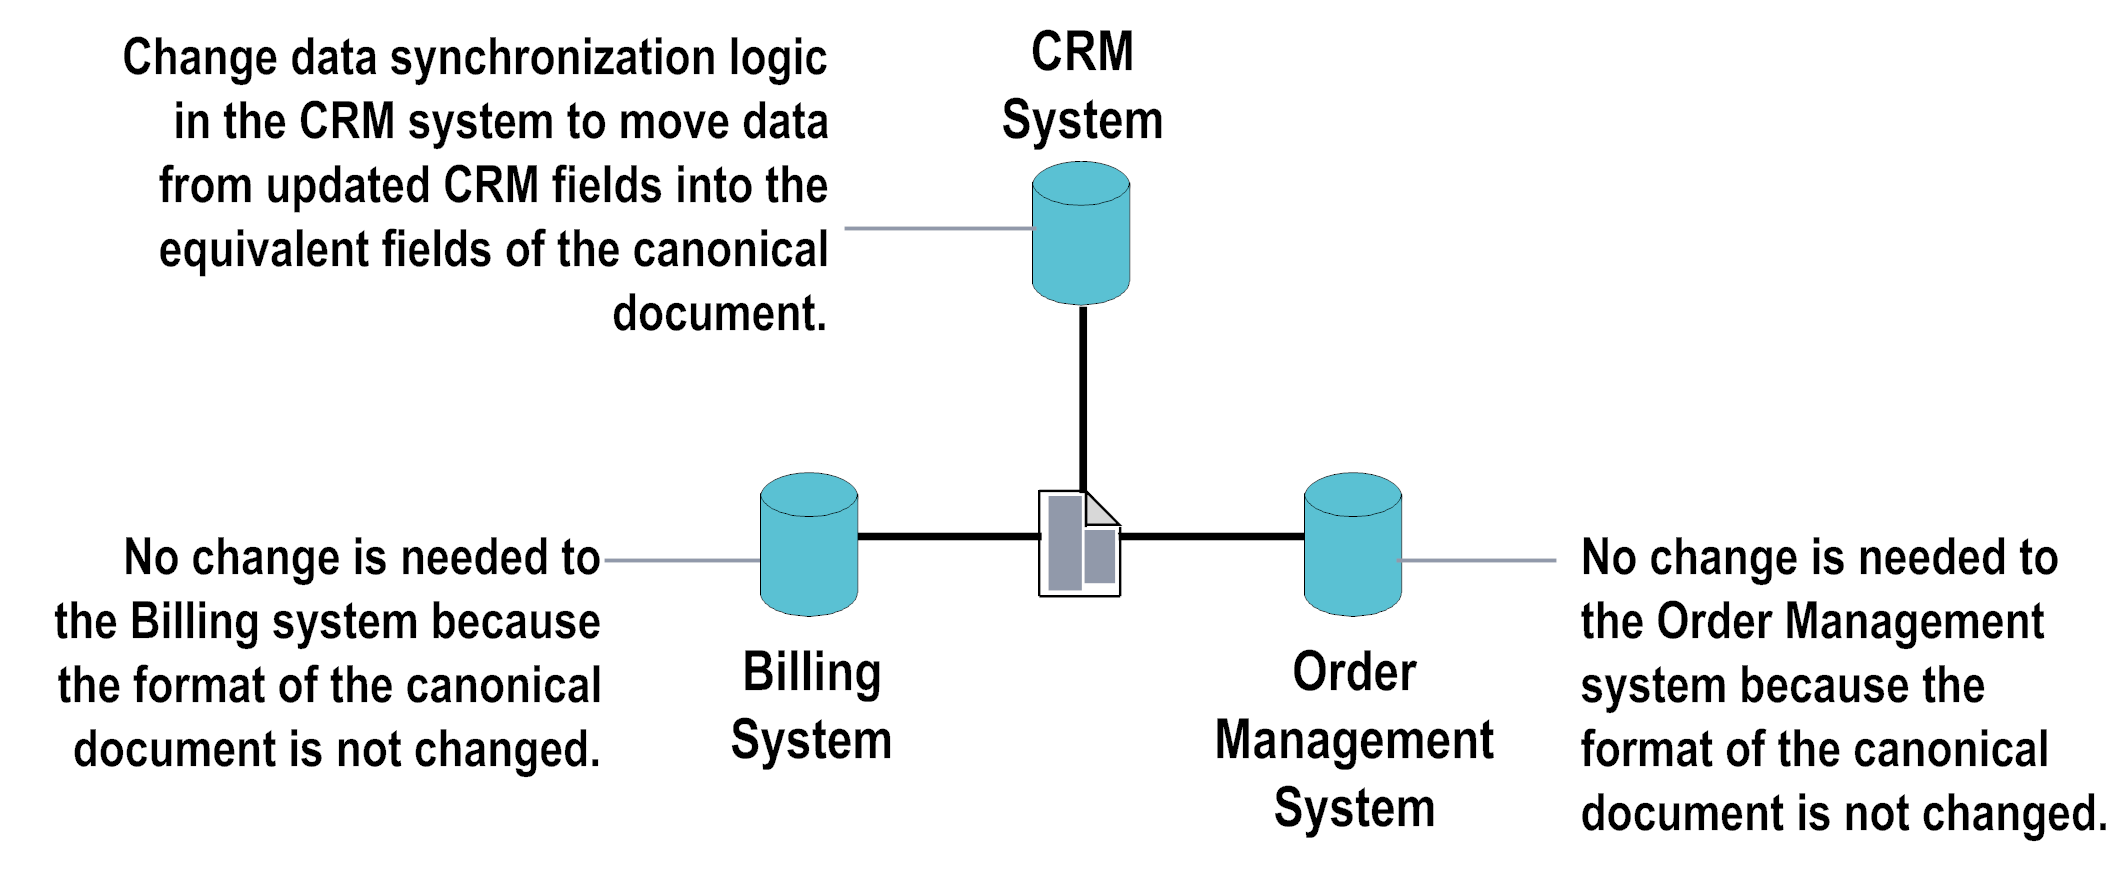 Change data synchronization logic
in the CRM system to move data
from updated CRM fields into the
equivalent fields of the canonical
document.
CRM
System
No change is needed to
the Billing system because
the format of the canonical
document is not changed.
Billing
System
Order
Management
System
No change is needed to
the Order Management
system because the
format of the canonical
document is not changed.